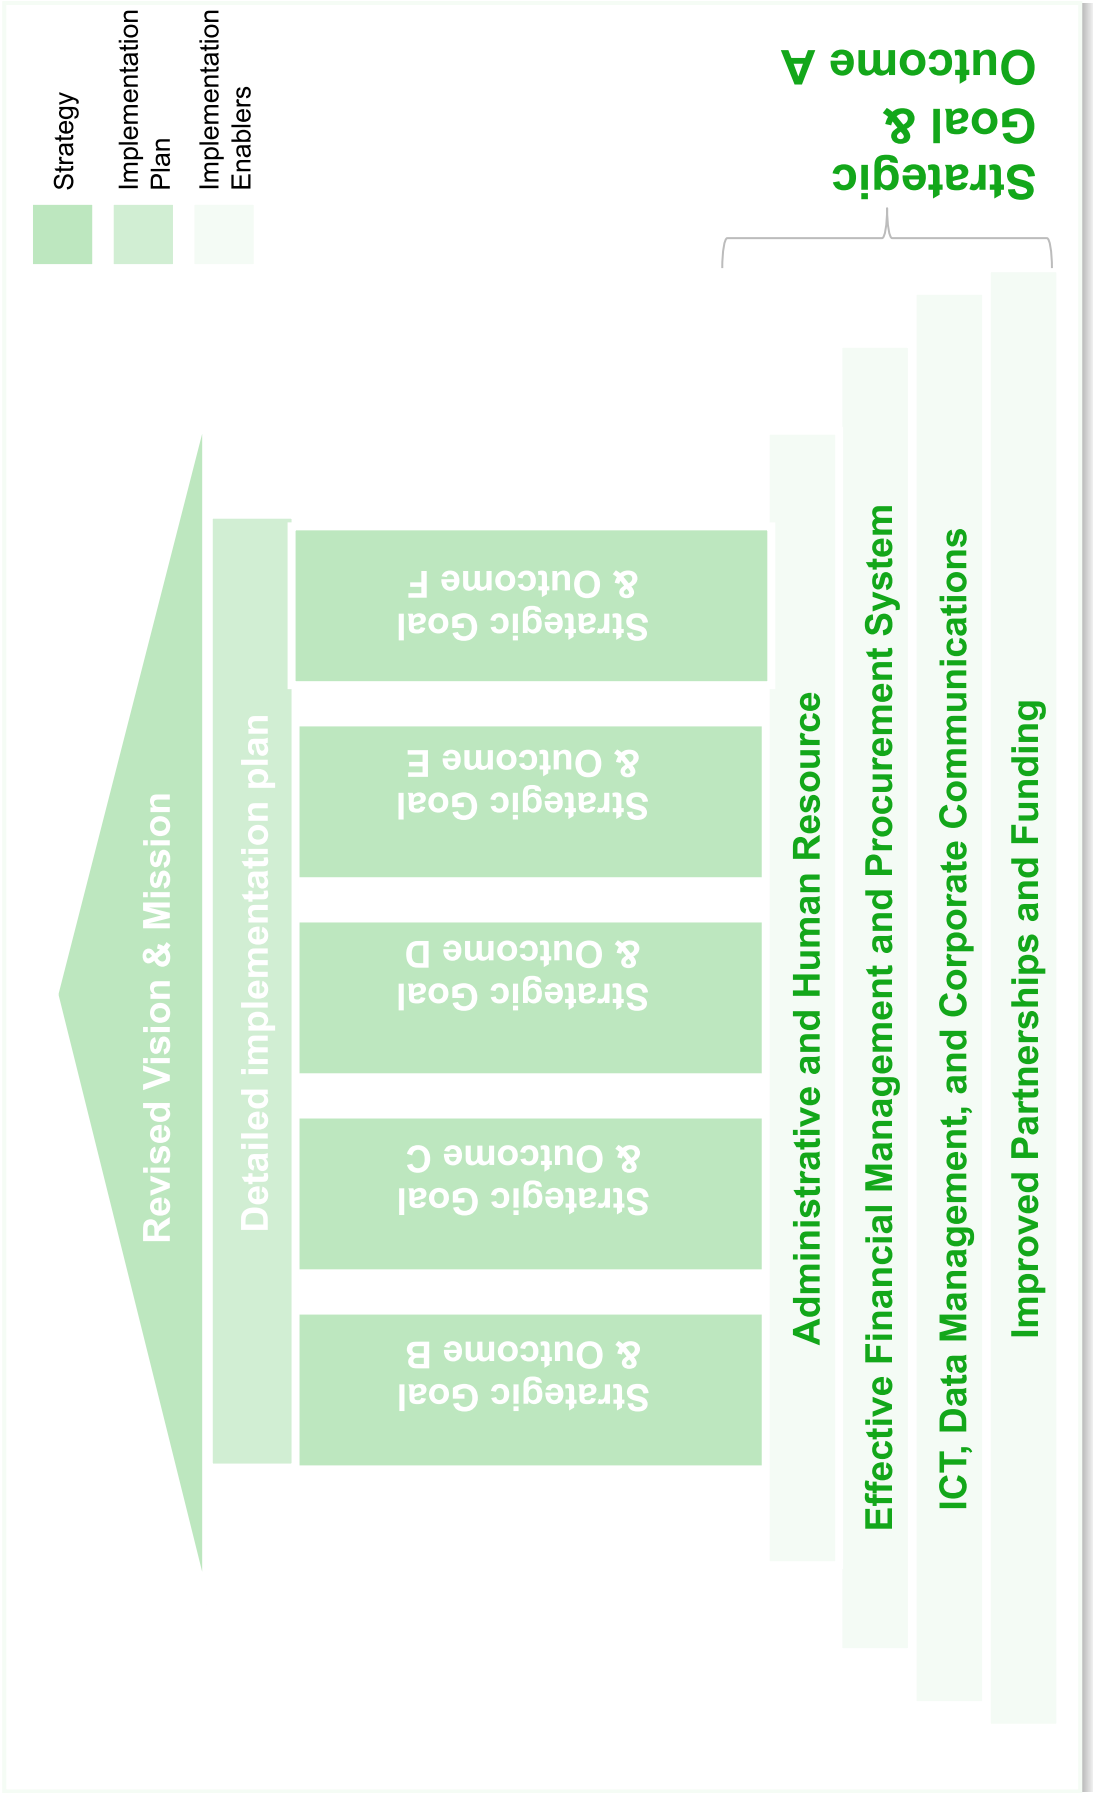 Strategy
Implementation
Plan
Implementation
Enablers
Revised Vision & Mission
Detailed implementation plan
Strategic Goal
& Outcome B
Strategic Goal
& Outcome C
Strategic Goal
& Outcome D
Strategic Goal
& Outcome E
Strategic Goal
& Outcome F
Administrative and Human Resource
Effective Financial Management and Procurement System
ICT, Data Management, and Corporate Communications
Improved Partnerships and Funding
Strategic
Goal &
Outcome A